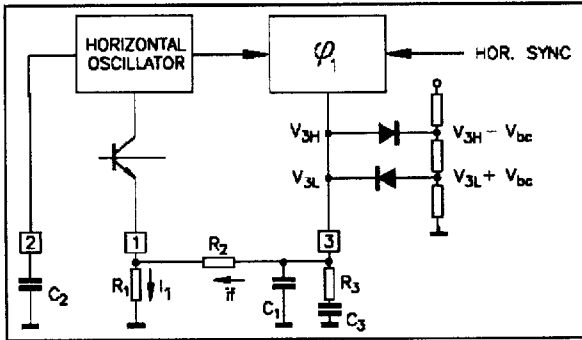 HORIZONTAL
OSCILLATOR
φ1
HOR. SYNC
V3H
V3H − Vbc
V3L
V3L + Vbc
2
1
3
R2
C2
R1
I1
if
C1
R3
C3